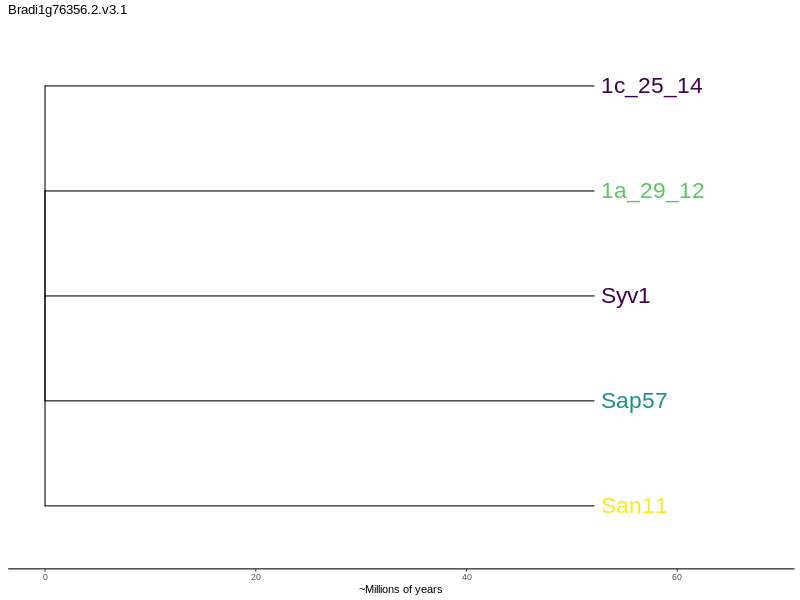 Bradi1g76356.2.v3.1
1c_25_14
1a_29_12
Syv1
Sap57
San11
0 20 40 60
~Millions of years